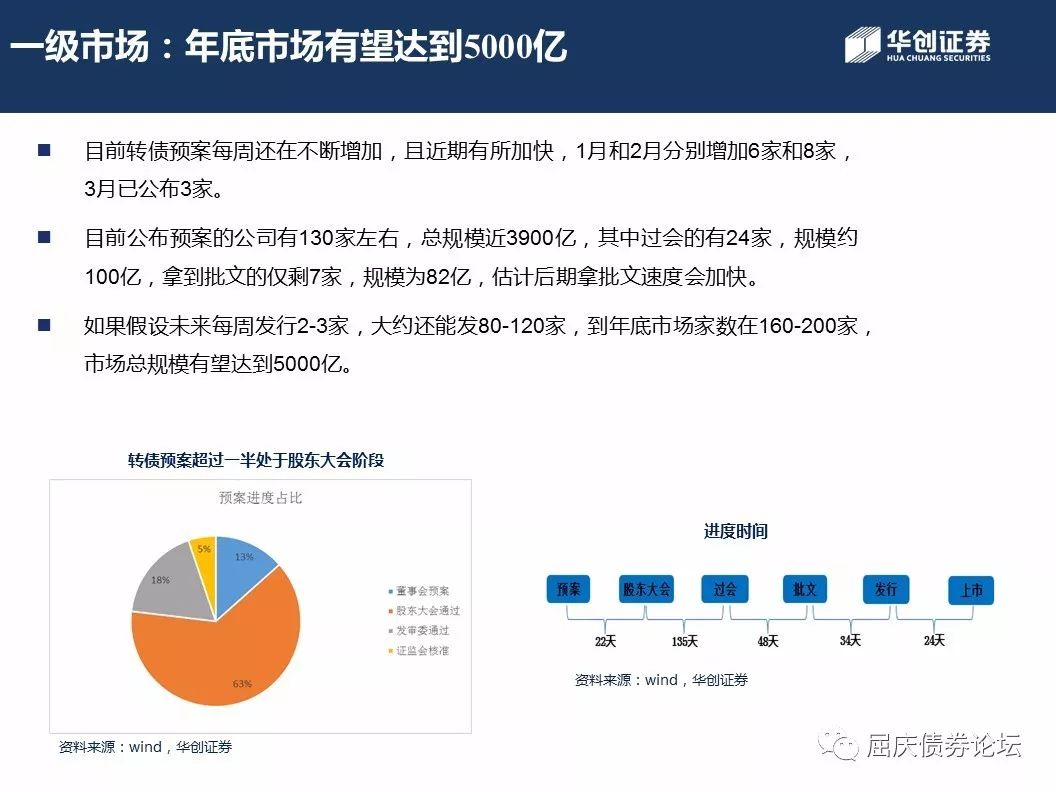 一级市场：年底市场有望达到5000亿
华创证券
HUA CHUANG SECURITIES
目前转债预案每周还在不断增加，且近期有所加快，1月和2月分别增加6家和8家，
3月已公布3家。
目前公布预案的公司有130家左右，总规模近3900亿，其中过会的有24家，规模约
100亿，拿到批文的仅剩7家，规模为82亿，估计后期拿批文速度会加快。
如果假设未来每周发行2-3家，大约还能发80-120家，到年底市场家数在160-200家，
市场总规模有望达到5000亿。
转债预案超过一半处于股东大会阶段
预案进度占比
5%
13%
18%
63%
董事会预案
股东大会通过
发审委通过
证监会核准
资料来源：wind，华创证券
进度时间
预案 股东大会 过会 批文 发行 上市
22天 135天 48天 34天 24天
资料来源：wind，华创证券
屈庆债券论坛